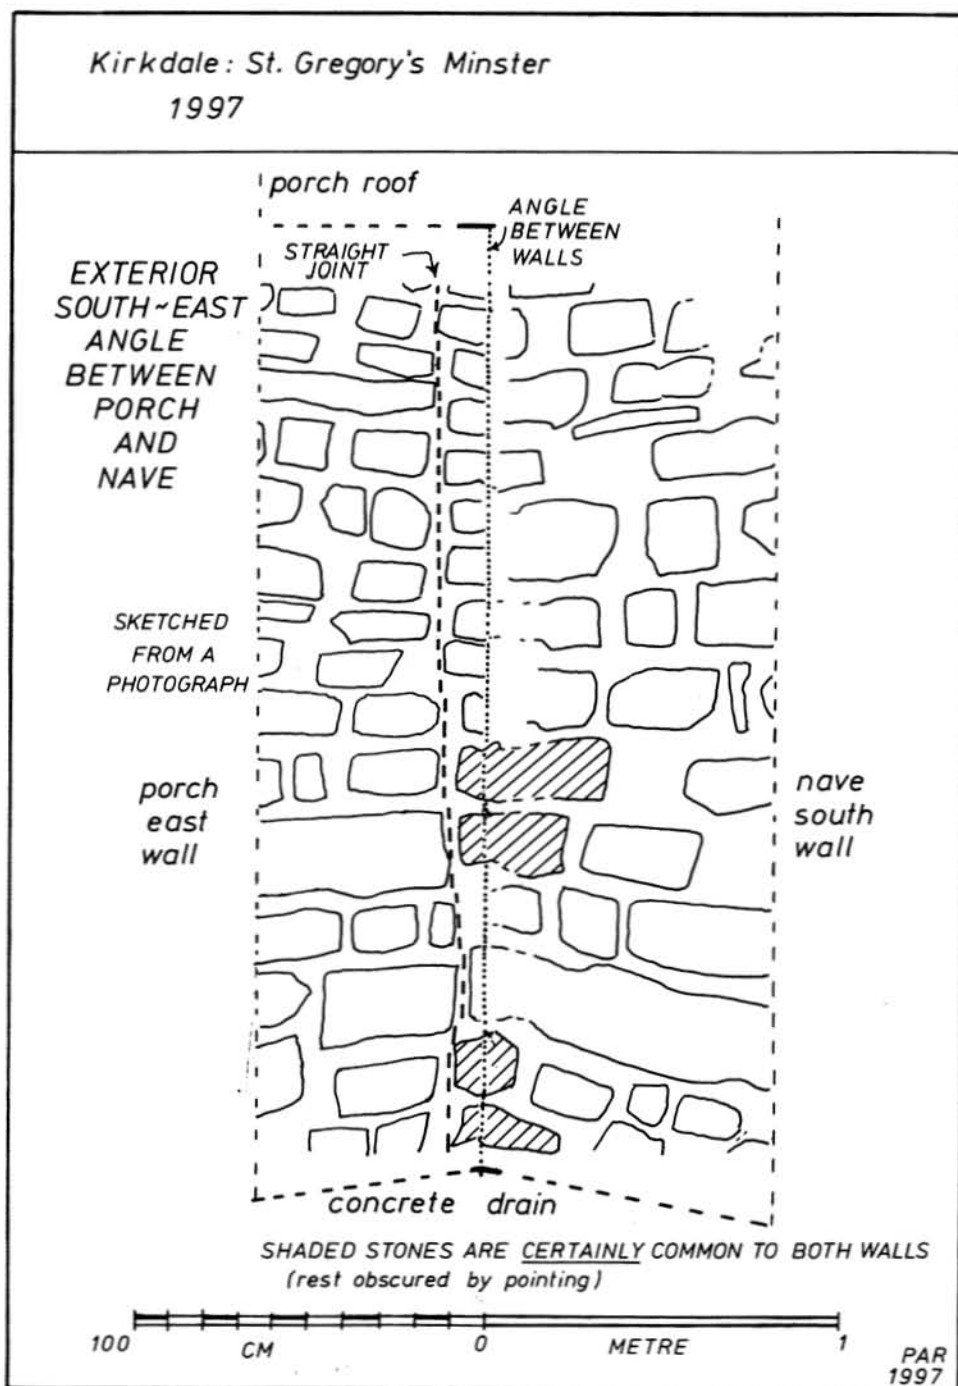 Kirkdale: St. Gregory's Minster
1997
porch roof
ANGLE
BETWEEN
WALLS
STRAIGHT
JOINT
EXTERIOR
SOUTH~EAST
ANGLE
BETWEEN
PORCH
AND
NAVE
SKETCHED
FROM A
PHOTOGRAPH
porch
east
wall
nave
south
wall
concrete drain
SHADED STONES ARE CERTAINLY COMMON TO BOTH WALLS
(rest obscured by pointing)
100 CM 0 METRE 1
PAR
1997